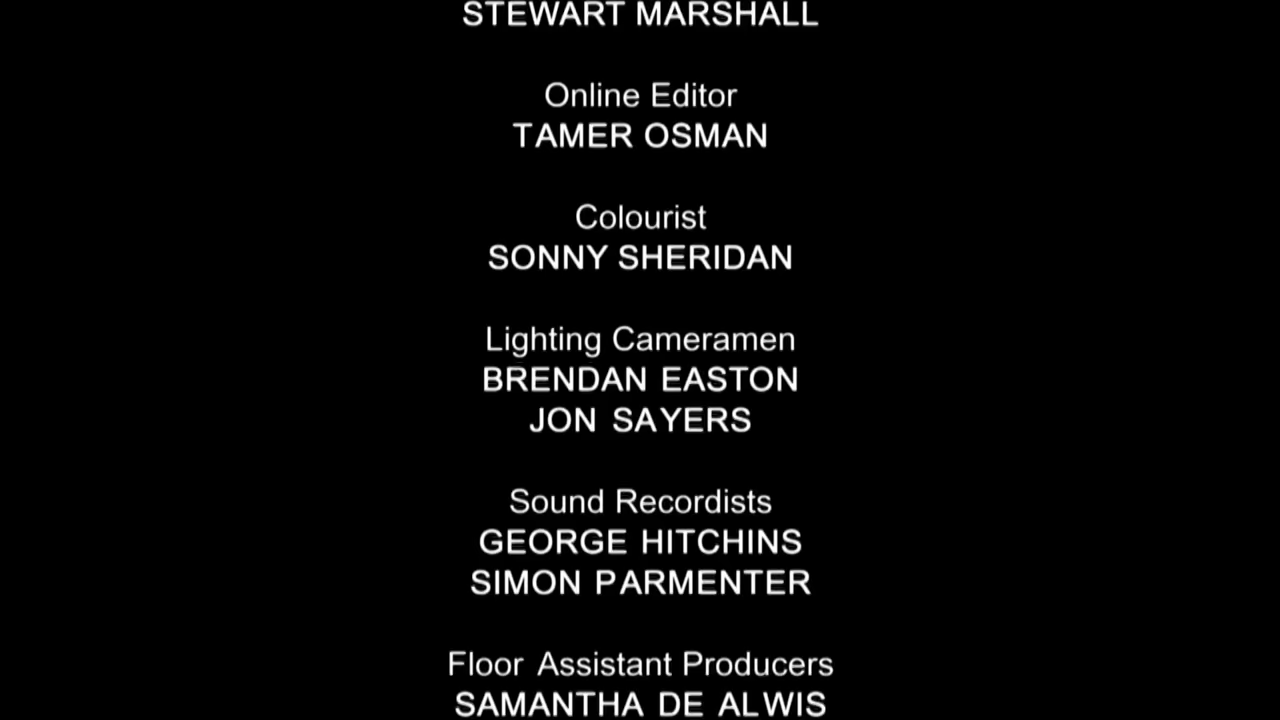 STEWART MARSHALL
Online Editor
TAMER OSMAN
Colourist
SONNY SHERIDAN
Lighting Cameramen
BRENDAN EASTON
JON SAYERS
Sound Recordists
GEORGE HITCHINS
SIMON PARMENTER
Floor Assistant Producers
SAMANTHA DE ALWIS